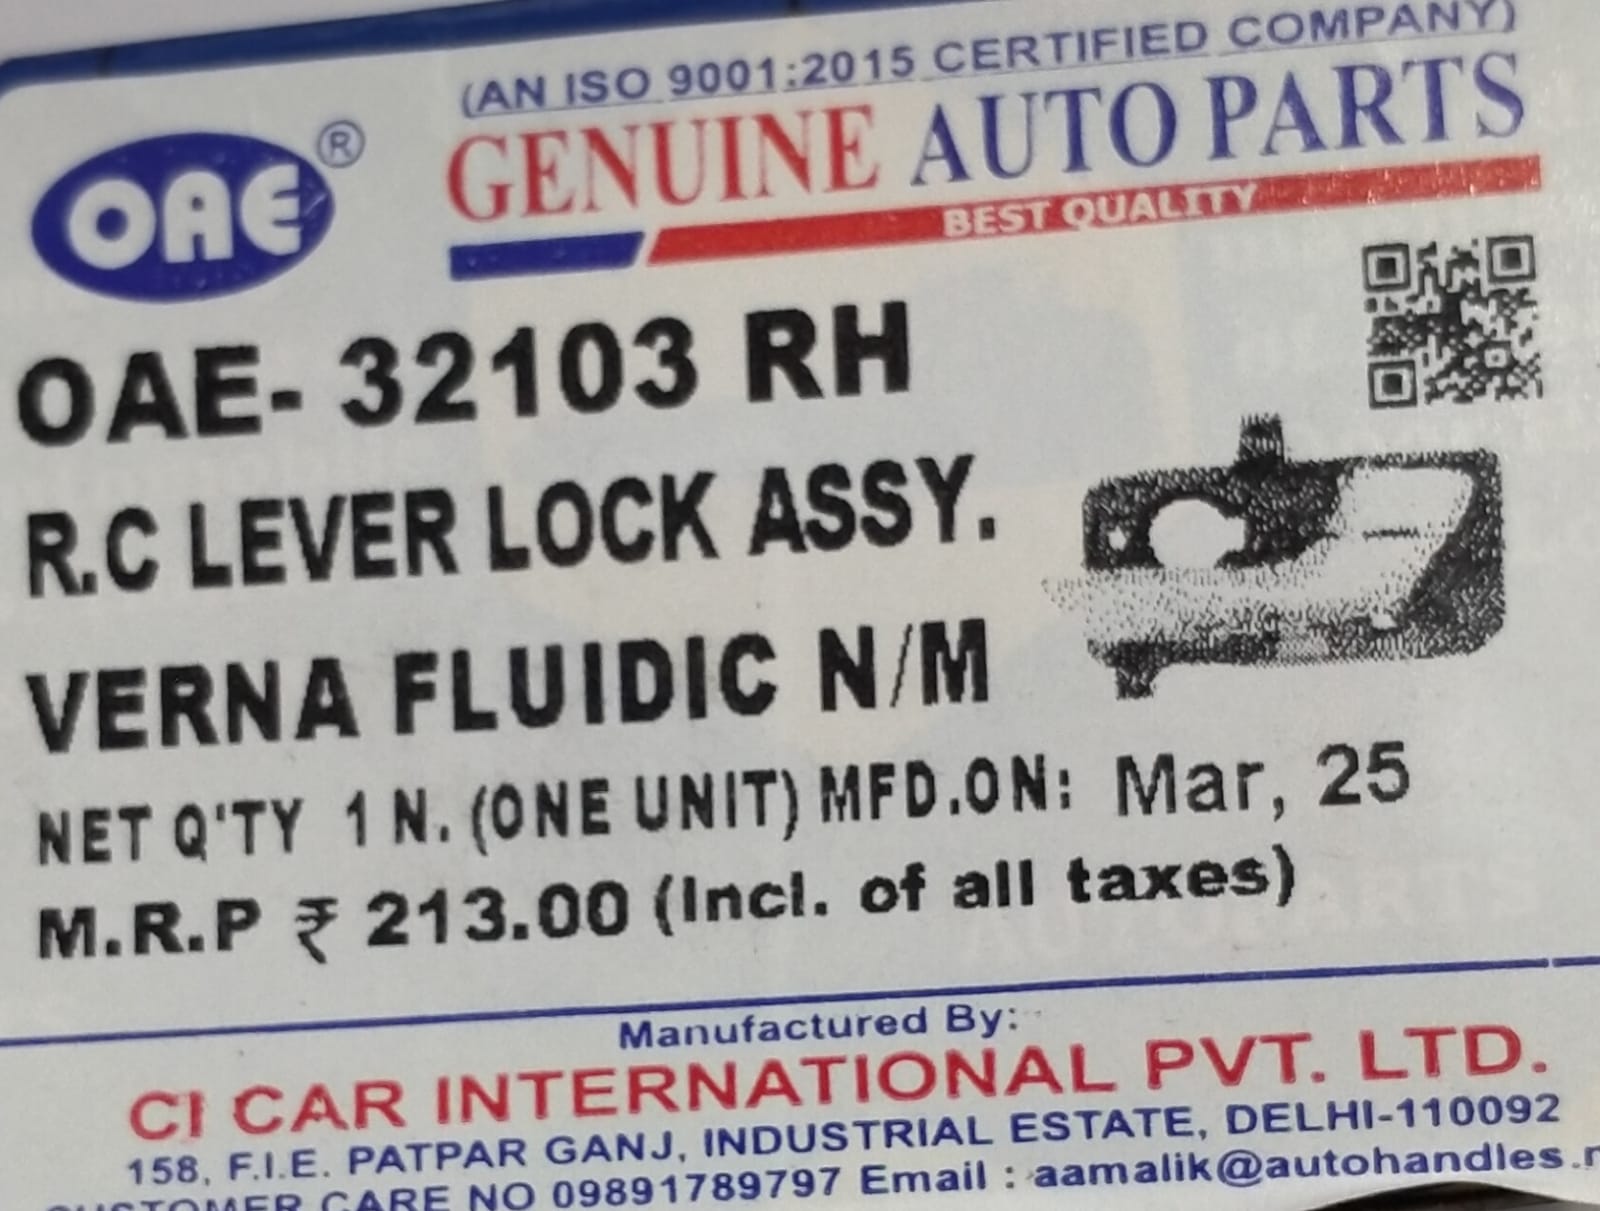 (AN ISO 9001:2015 CERTIFIED COMPANY)
OAE®
GENUINE AUTO PARTS
BEST QUALITY
OAE- 32103 RH
R.C LEVER LOCK ASSY.
VERNA FLUIDIC N/M
NET Q'TY 1 N. (ONE UNIT) MFD.ON: Mar, 25
M.R.P ₹ 213.00 (Incl. of all taxes)
Manufactured By:
CI CAR INTERNATIONAL PVT. LTD.
158, F.I.E. PATPAR GANJ, INDUSTRIAL ESTATE, DELHI-110092
CUSTOMER CARE NO 09891789797 Email : aamalik@autohandles.n